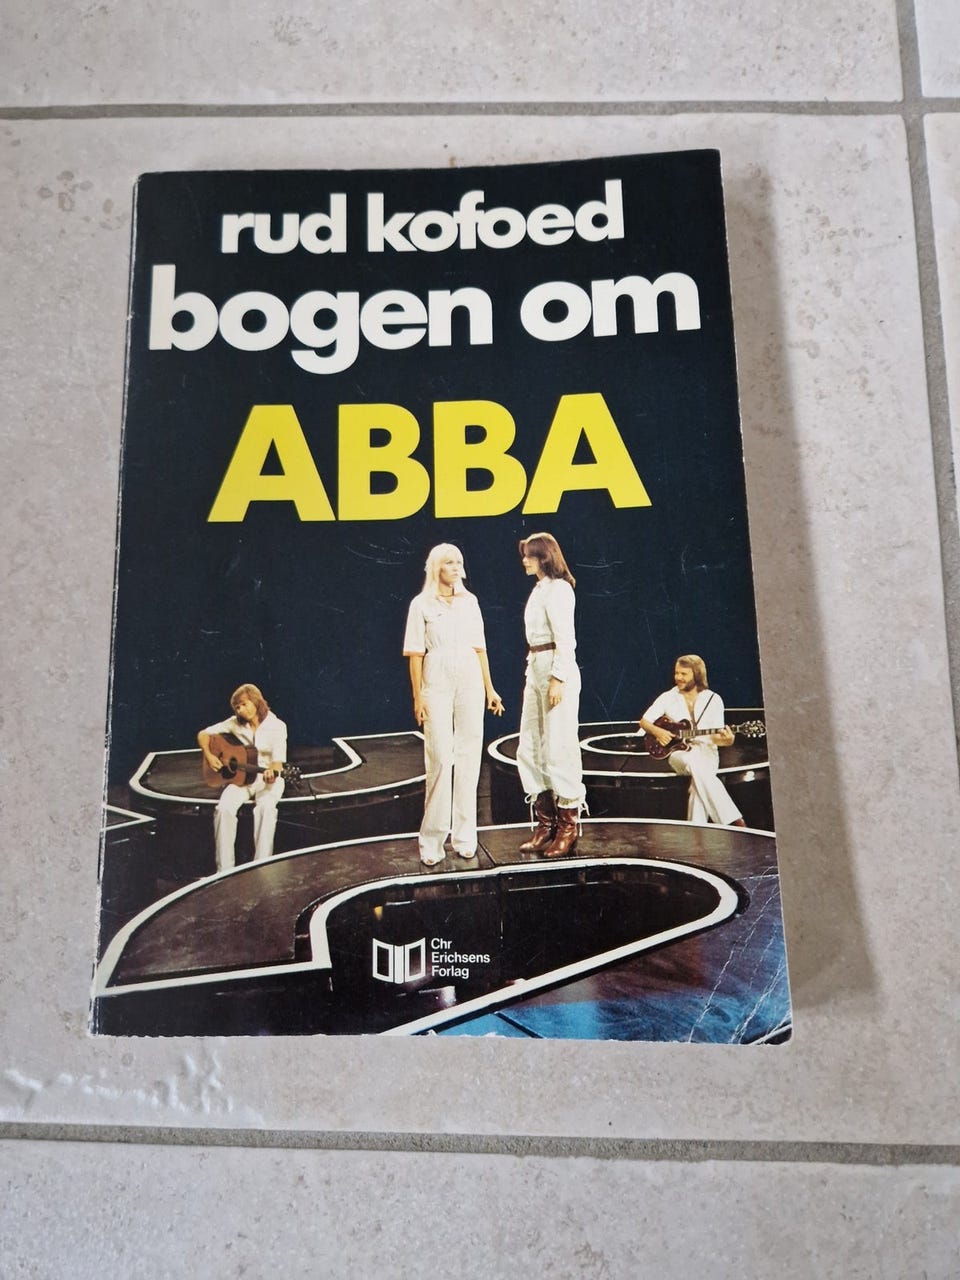 rud kofoed
bogen om
ABBA
Chr
Erichsens
Forlag